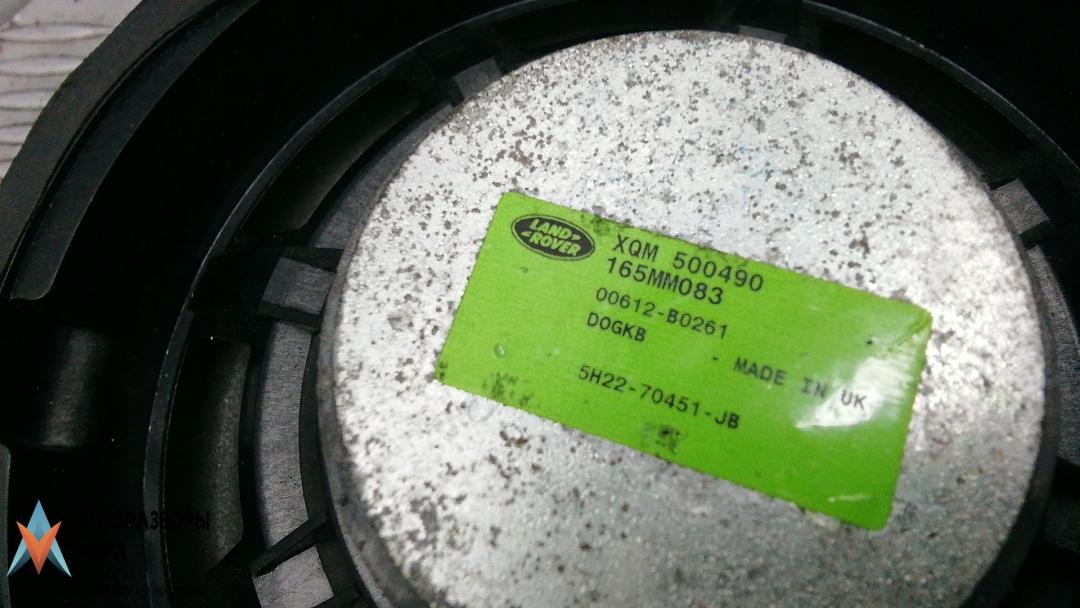 LAND-
-ROVER
XQM 500490
165MM083
00612-B0261
DOGKB
- MADE IN UK
5H22-70451-JB